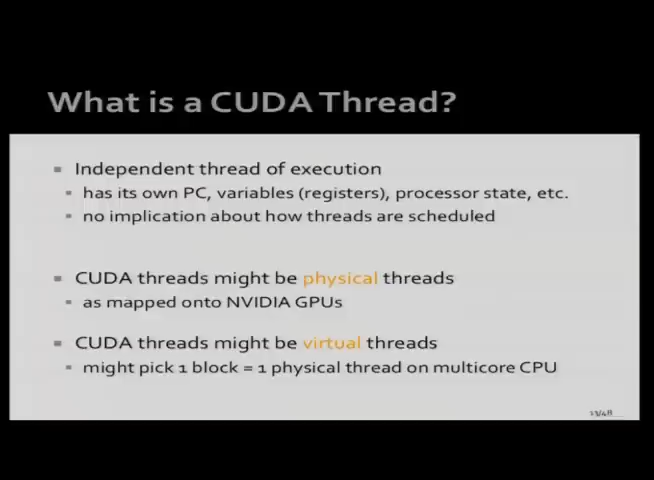 What is a CUDA Thread?
Independent thread of execution
has its own PC, variables (registers), processor state, etc.
no implication about how threads are scheduled
CUDA threads might be physical threads
as mapped onto NVIDIA GPUs
CUDA threads might be virtual threads
might pick 1 block = 1 physical thread on multicore CPU